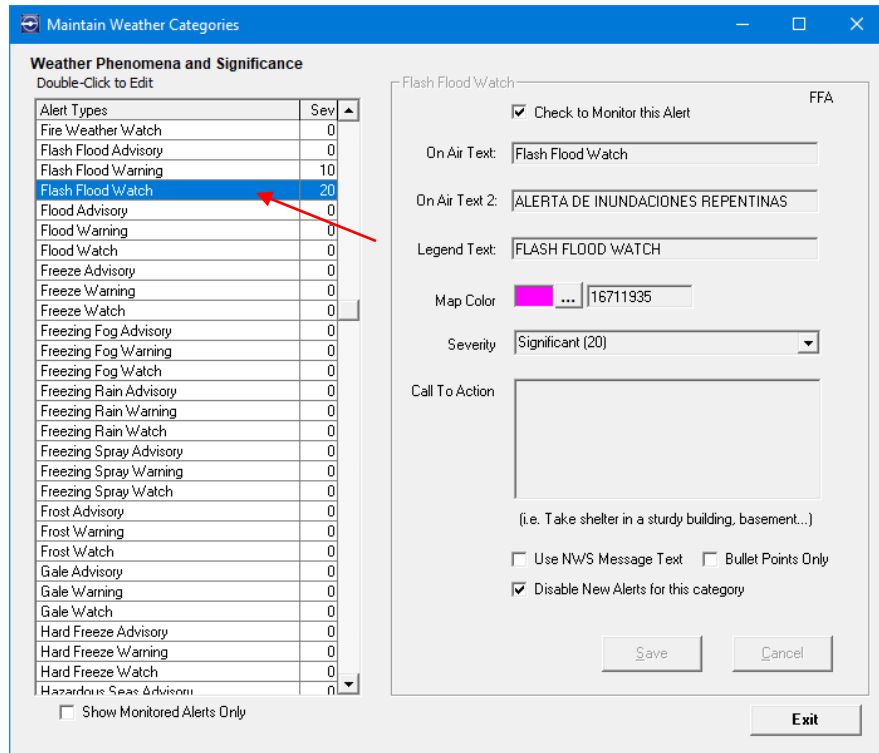 Maintain Weather Categories
Weather Phenomena and Significance
Double-Click to Edit
Alert Types Sev
Fire Weather Watch 0
Flash Flood Advisory 0
Flash Flood Warning 10
Flash Flood Watch 20
Flood Advisory 0
Flood Warning 0
Flood Watch 0
Freeze Advisory 0
Freeze Warning 0
Freeze Watch 0
Freezing Fog Advisory 0
Freezing Fog Warning 0
Freezing Fog Watch 0
Freezing Rain Advisory 0
Freezing Rain Warning 0
Freezing Rain Watch 0
Freezing Spray Advisory 0
Freezing Spray Warning 0
Freezing Spray Watch 0
Frost Advisory 0
Frost Warning 0
Frost Watch 0
Gale Advisory 0
Gale Warning 0
Gale Watch 0
Hard Freeze Advisory 0
Hard Freeze Warning 0
Hard Freeze Watch 0
Hazardous Seas Advisory 0
Show Monitored Alerts Only
Flash Flood Watch
FFA
Check to Monitor this Alert
On Air Text: Flash Flood Watch
On Air Text 2: ALERTA DE INUNDACIONES REPENTINAS
Legend Text: FLASH FLOOD WATCH
Map Color ... 16711935
Severity Significant (20)
Call To Action
(i.e. Take shelter in a sturdy building, basement...)
Use NWS Message Text Bullet Points Only
Disable New Alerts for this category
Save Cancel
Exit